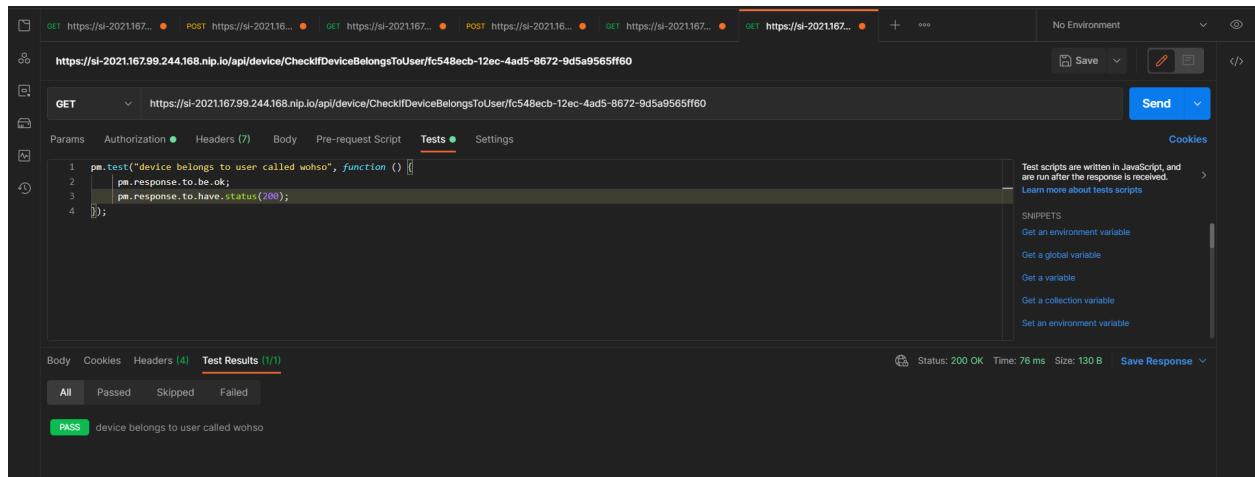 GET https://si-2021.167... POST https://si-2021.16... GET https://si-2021.167... POST https://si-2021.16... GET https://si-2021.167... GET https://si-2021.167... + ooo No Environment
https://si-2021.167.99.244.168.nip.io/api/device/CheckIfDeviceBelongsToUser/fc548ecb-12ec-4ad5-8672-9d5a9565ff60 Save
GET https://si-2021.167.99.244.168.nip.io/api/device/CheckIfDeviceBelongsToUser/fc548ecb-12ec-4ad5-8672-9d5a9565ff60 Send
Params Authorization Headers (7) Body Pre-request Script Tests Settings Cookies
1 pm.test("device belongs to user called wohso", function () {
2 pm.response.to.be.ok;
3 pm.response.to.have.status(200);
4 });
Test scripts are written in JavaScript, and
are run after the response is received.
Learn more about tests scripts
SNIPPETS
Get an environment variable
Get a global variable
Get a variable
Get a collection variable
Set an environment variable
Body Cookies Headers (4) Test Results (1/1) Status: 200 OK Time: 76 ms Size: 130 B Save Response
All Passed Skipped Failed
PASS device belongs to user called wohso